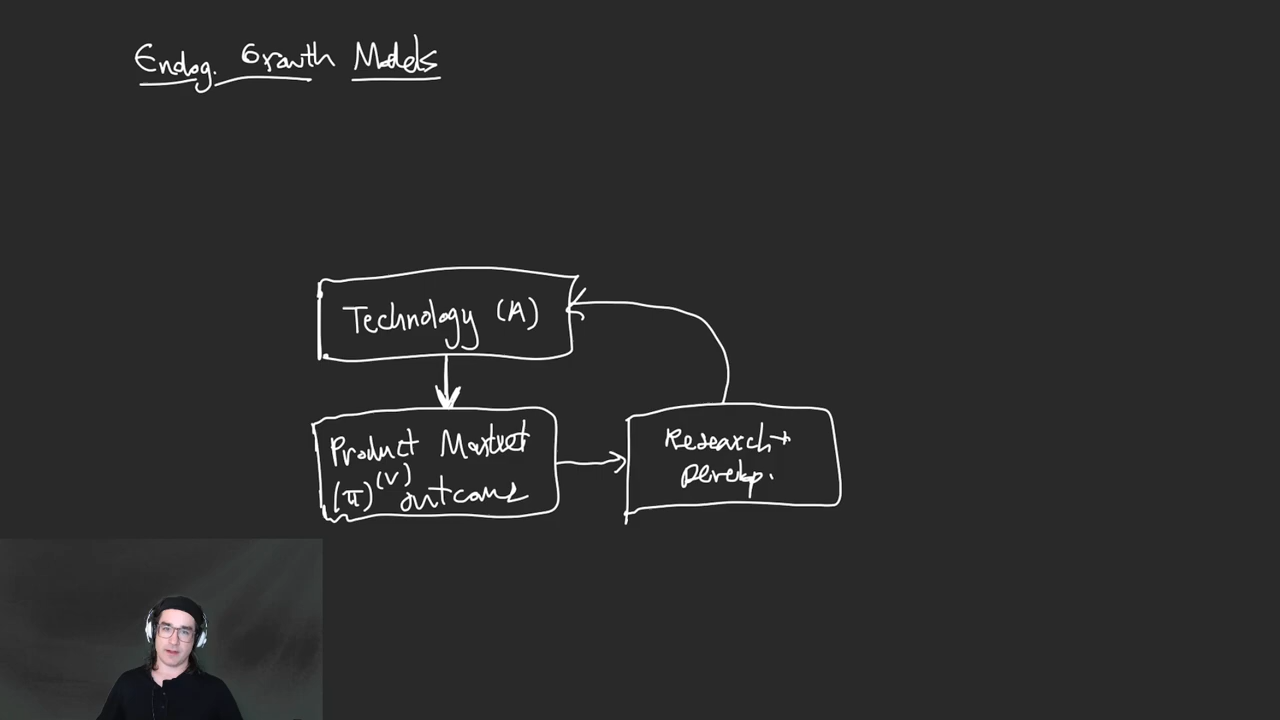 Endog. Growth Models
Technology (A)
Product Market
(π) (V) outcome
Research +
Develop.